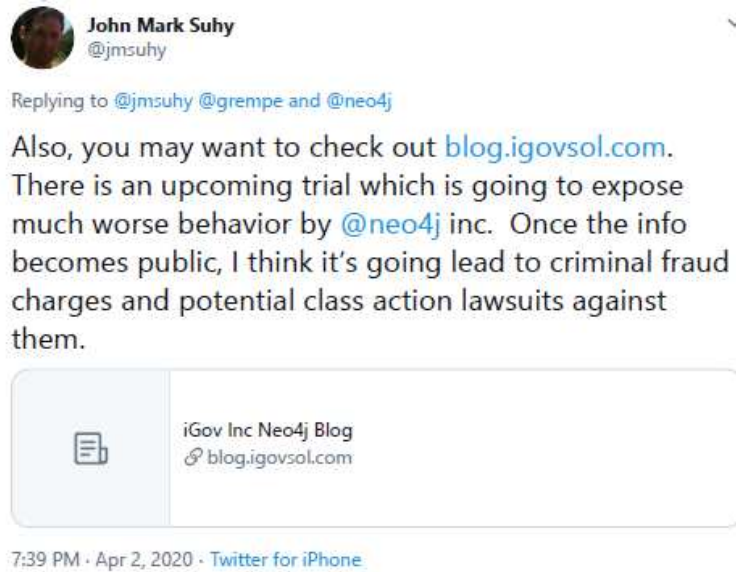 John Mark Suhy
@jmsuhy
Replying to @jmsuhy @grempe and @neo4j
Also, you may want to check out blog.igovsol.com.
There is an upcoming trial which is going to expose
much worse behavior by @neo4j inc.  Once the info
becomes public, I think it's going lead to criminal fraud
charges and potential class action lawsuits against
them.
iGov Inc Neo4j Blog
blog.igovsol.com
7:39 PM · Apr 2, 2020 · Twitter for iPhone